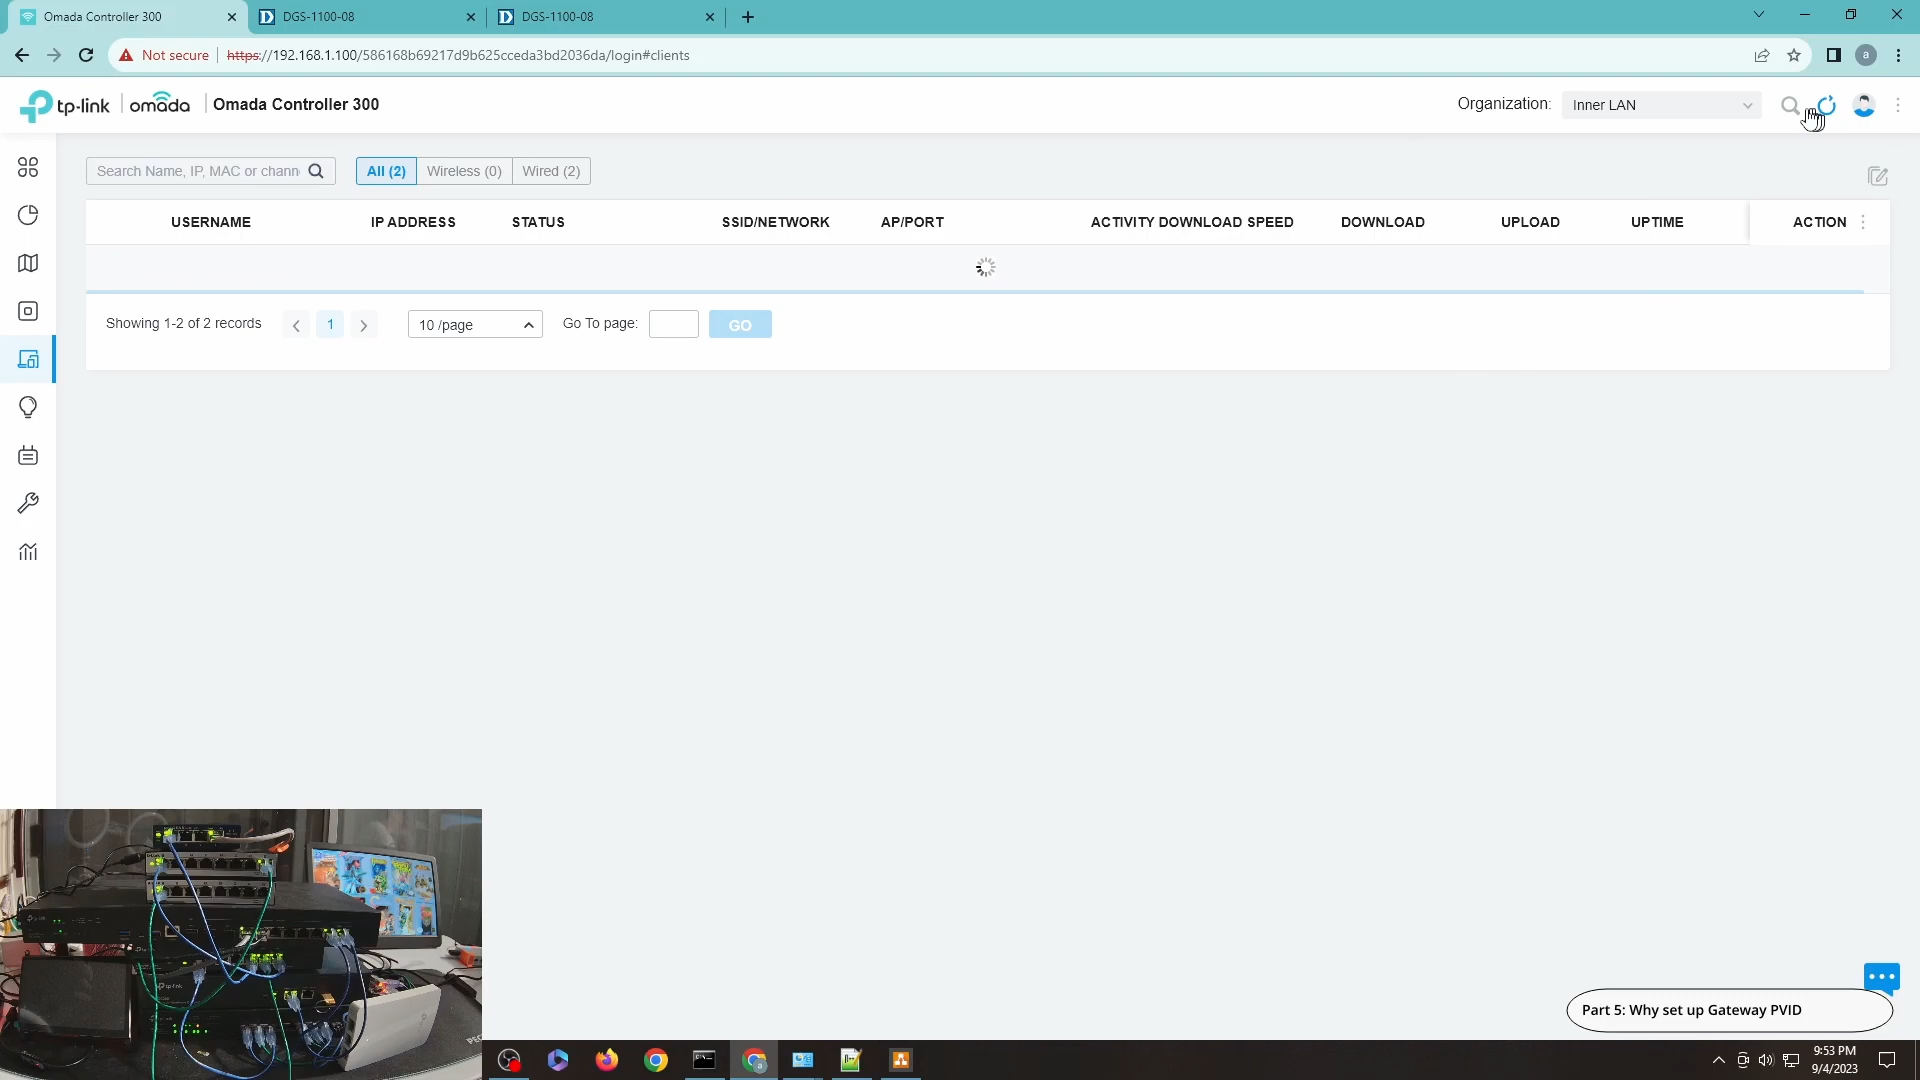 Omada Controller 300
DGS-1100-08
DGS-1100-08
Not secure
https://192.168.1.100/586168b69217d9b625cceda3bd2036da/login#clients
a
tp-link
omada
Omada Controller 300
Organization:
Inner LAN
Search Name, IP, MAC or chann
All (2)
Wireless (0)
Wired (2)
USERNAME
IP ADDRESS
STATUS
SSID/NETWORK
AP/PORT
ACTIVITY DOWNLOAD SPEED
DOWNLOAD
UPLOAD
UPTIME
ACTION
Showing 1-2 of 2 records
1
10 /page
Go To page:
GO
tp-link
Part 5: Why set up Gateway PVID
9:53 PM
9/4/2023